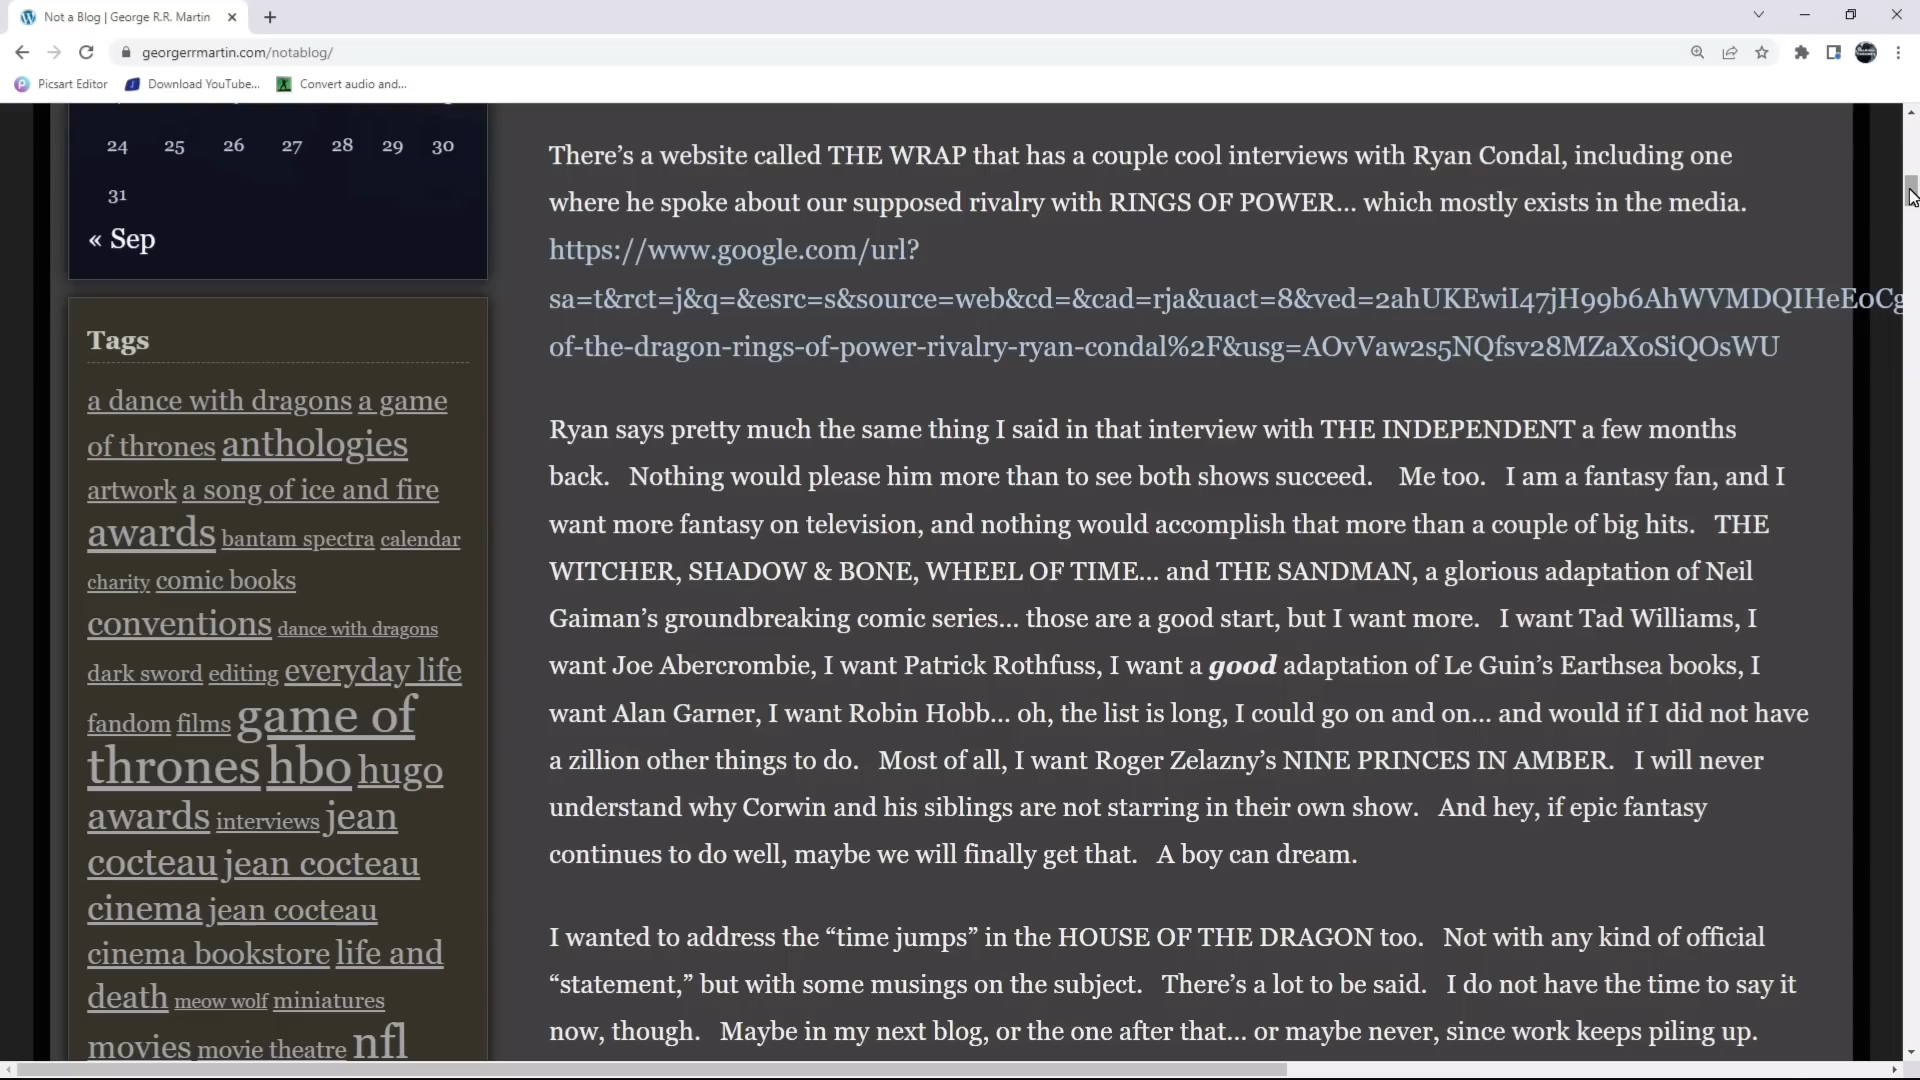 Not a Blog | George R.R. Martin
georgerrmartin.com/notablog/
Picsart Editor
Download YouTube...
Convert audio and...
24 25 26 27 28 29 30
31
« Sep
Tags
a dance with dragons a game
of thrones anthologies
artwork a song of ice and fire
awards bantam spectra calendar
charity comic books
conventions dance with dragons
dark sword editing everyday life
fandom films game of
thrones hbo hugo
awards interviews jean
cocteau jean cocteau
cinema jean cocteau
cinema bookstore life and
death meow wolf miniatures
movies movie theatre nfl
There’s a website called THE WRAP that has a couple cool interviews with Ryan Condal, including one
where he spoke about our supposed rivalry with RINGS OF POWER... which mostly exists in the media.
https://www.google.com/url?
sa=t&rct=j&q=&esrc=s&source=web&cd=&cad=rja&uact=8&ved=2ahUKEwiI47jH99b6AhWVMDQIHeE0Cg
of-the-dragon-rings-of-power-rivalry-ryan-condal%2F&usg=AOvVaw2s5NQfsv28MZaXoSiQOsWU
Ryan says pretty much the same thing I said in that interview with THE INDEPENDENT a few months
back. Nothing would please him more than to see both shows succeed. Me too. I am a fantasy fan, and I
want more fantasy on television, and nothing would accomplish that more than a couple of big hits. THE
WITCHER, SHADOW & BONE, WHEEL OF TIME... and THE SANDMAN, a glorious adaptation of Neil
Gaiman’s groundbreaking comic series... those are a good start, but I want more. I want Tad Williams, I
want Joe Abercrombie, I want Patrick Rothfuss, I want a good adaptation of Le Guin’s Earthsea books, I
want Alan Garner, I want Robin Hobb... oh, the list is long, I could go on and on... and would if I did not have
a zillion other things to do. Most of all, I want Roger Zelazny’s NINE PRINCES IN AMBER. I will never
understand why Corwin and his siblings are not starring in their own show. And hey, if epic fantasy
continues to do well, maybe we will finally get that. A boy can dream.
I wanted to address the “time jumps” in the HOUSE OF THE DRAGON too. Not with any kind of official
“statement,” but with some musings on the subject. There’s a lot to be said. I do not have the time to say it
now, though. Maybe in my next blog, or the one after that... or maybe never, since work keeps piling up.